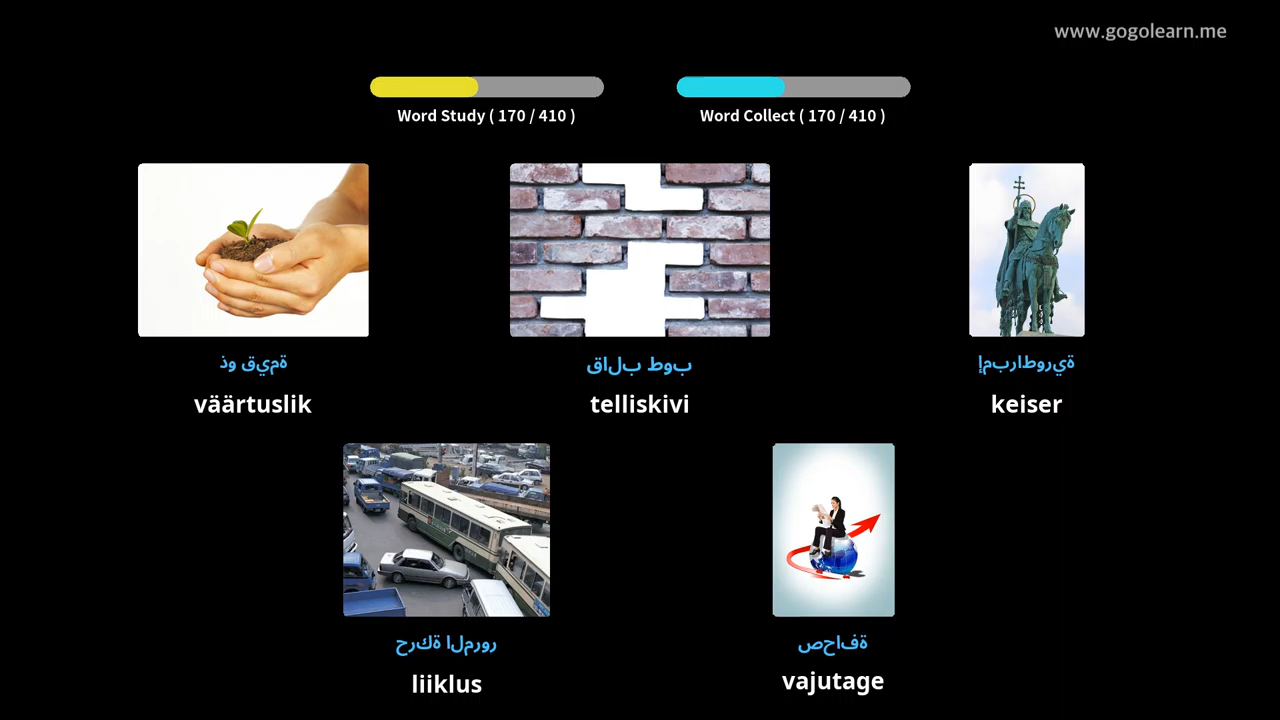 www.gogolearn.me
Word Study ( 170 / 410 )
Word Collect ( 170 / 410 )
ذو قيمة
väärtuslik
قالب طوب
telliskivi
إمبراطورية
keiser
حركة المرور
liiklus
صحافة
vajutage